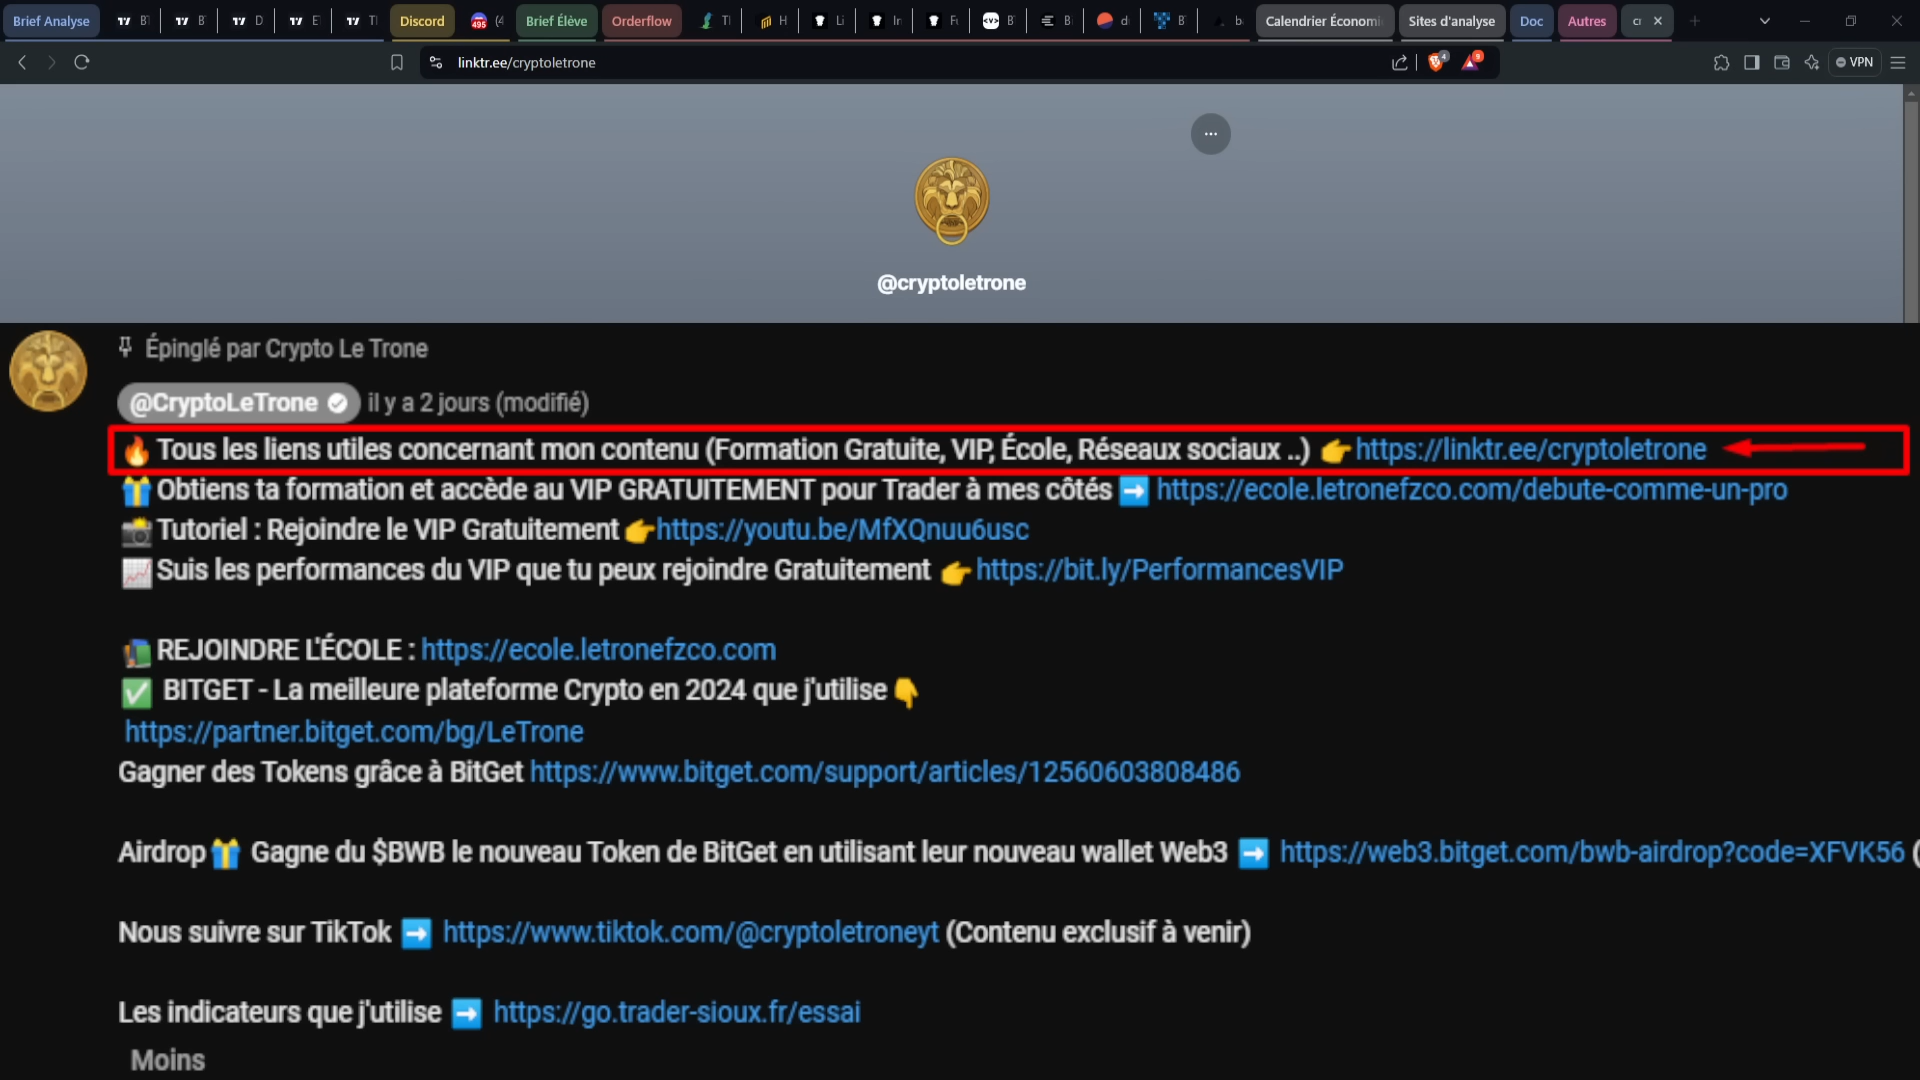 Brief Analyse
Discord
495
Brief Élève
Orderflow
Calendrier Économi
Sites d'analyse
Doc
Autres
linktr.ee/cryptoletrone
4
9
VPN
@cryptoletrone
Épinglé par Crypto Le Trone
@CryptoLeTrone il y a 2 jours (modifié)
🔥Tous les liens utiles concernant mon contenu (Formation Gratuite, VIP, École, Réseaux sociaux ..) 👉https://linktr.ee/cryptoletrone
🎁Obtiens ta formation et accède au VIP GRATUITEMENT pour Trader à mes côtés ➡️ https://ecole.letronefzco.com/debute-comme-un-pro
📸Tutoriel : Rejoindre le VIP Gratuitement 👉https://youtu.be/MfXQnuu6usc
📈Suis les performances du VIP que tu peux rejoindre Gratuitement 👉https://bit.ly/PerformancesVIP
📚REJOINDRE L'ÉCOLE : https://ecole.letronefzco.com
✅ BITGET - La meilleure plateforme Crypto en 2024 que j'utilise👇
https://partner.bitget.com/bg/LeTrone
Gagner des Tokens grâce à BitGet https://www.bitget.com/support/articles/12560603808486
Airdrop🎁 Gagne du $BWB le nouveau Token de BitGet en utilisant leur nouveau wallet Web3 ➡️ https://web3.bitget.com/bwb-airdrop?code=XFVK56 (
Nous suivre sur TikTok ➡️ https://www.tiktok.com/@cryptoletroneyt (Contenu exclusif à venir)
Les indicateurs que j'utilise ➡️ https://go.trader-sioux.fr/essai
Moins